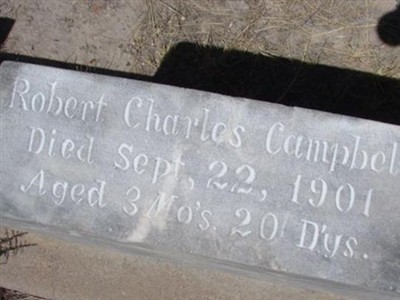 Robert Charles Campbel
Died Sept, 22, 1901
Aged 3 Mo's. 20 D'ys.